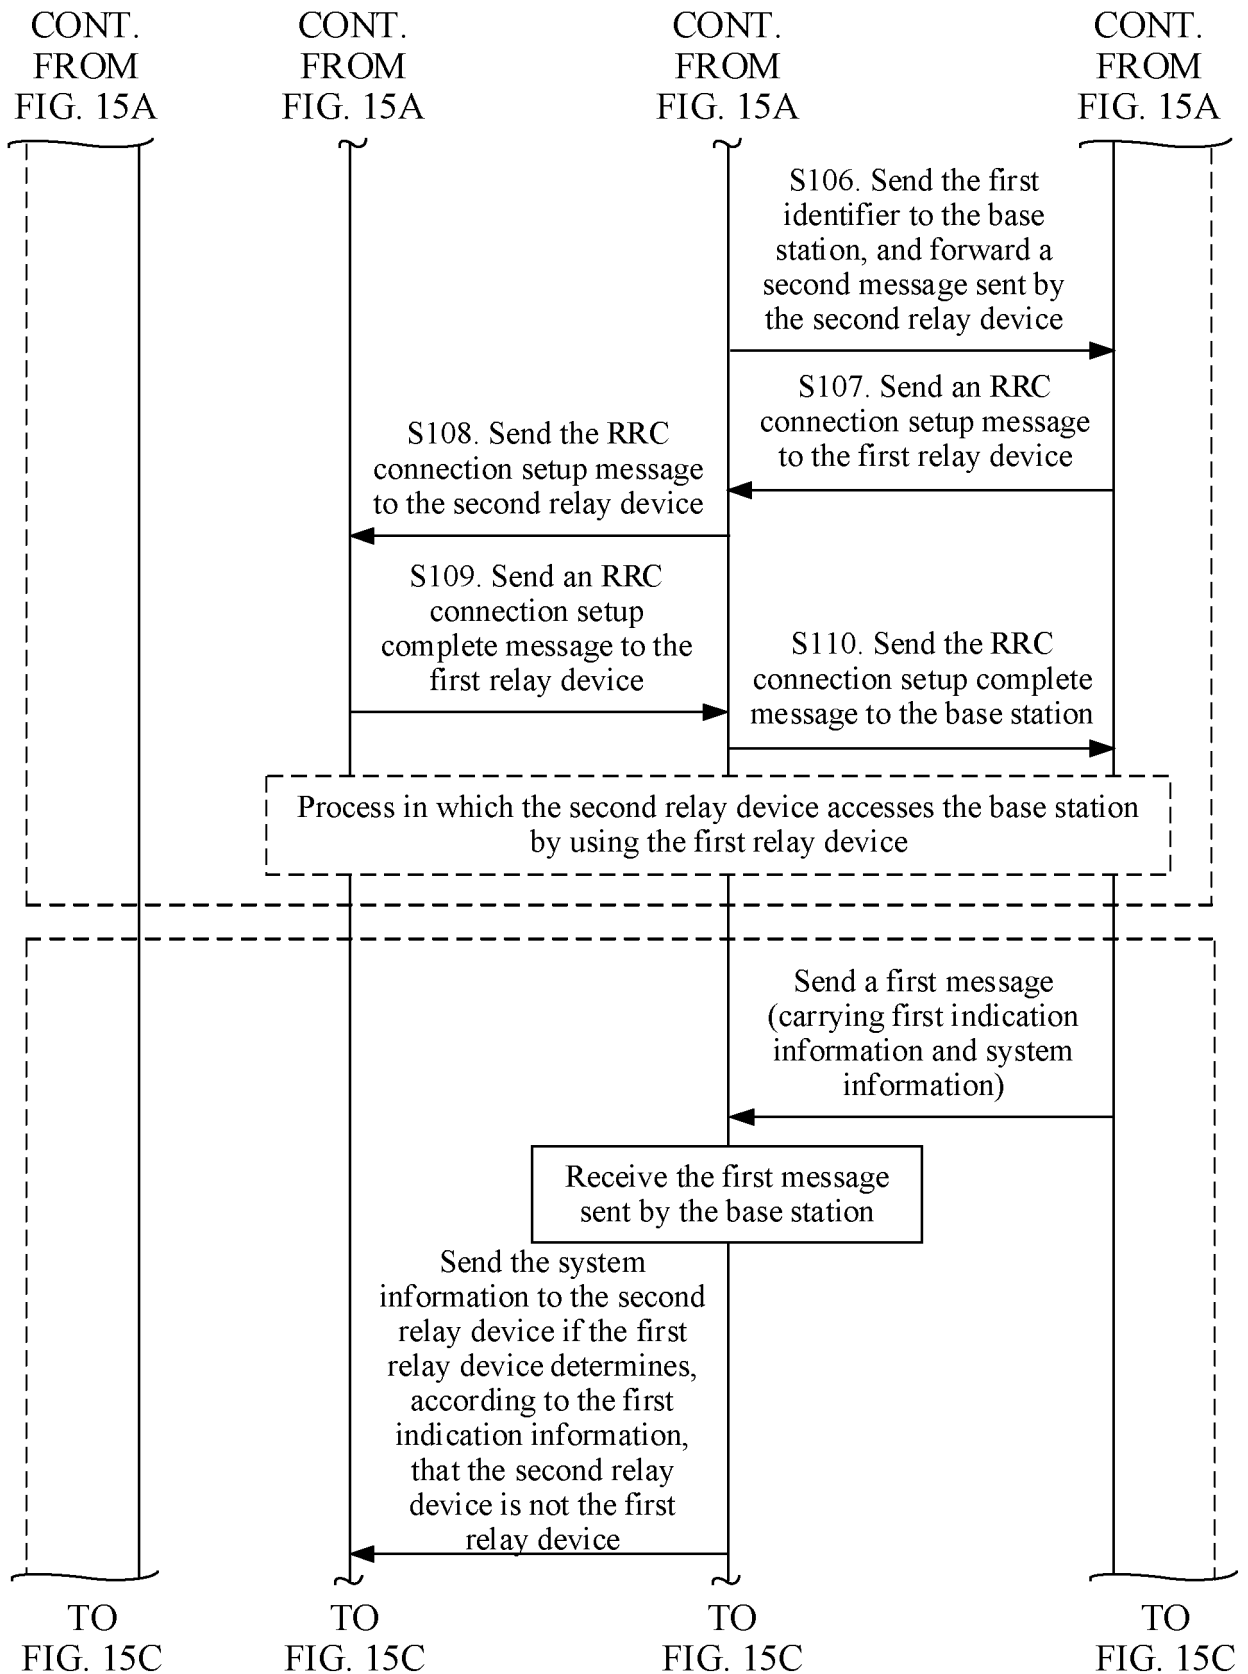 CONT.
FROM
FIG. 15A
CONT.
FROM
FIG. 15A
CONT.
FROM
FIG. 15A
CONT.
FROM
FIG. 15A
S106. Send the first
identifier to the base
station, and forward a
second message sent by
the second relay device
S107. Send an RRC
connection setup message
to the first relay device
S108. Send the RRC
connection setup message
to the second relay device
S109. Send an RRC
connection setup
complete message to the
first relay device
S110. Send the RRC
connection setup complete
message to the base station
Process in which the second relay device accesses the base station
by using the first relay device
Send a first message
(carrying first indication
information and system
information)
Receive the first message
sent by the base station
Send the system
information to the second
relay device if the first
relay device determines,
according to the first
indication information,
that the second relay
device is not the first
relay device
TO
FIG. 15C
TO
FIG. 15C
TO
FIG. 15C
TO
FIG. 15C